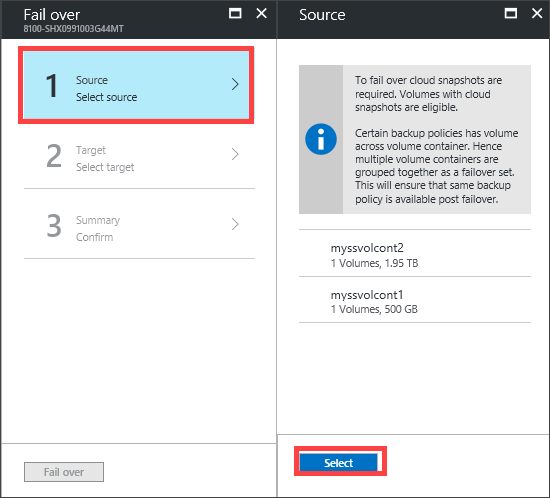 Fail over
8100-SHX0991003G44MT
1
Source
Select source
2
Target
Select target
3
Summary
Confirm
Fail over
Source
To fail over cloud snapshots are
required. Volumes with cloud
snapshots are eligible.
Certain backup policies has volume
across volume container. Hence
multiple volume containers are
grouped together as a failover set.
This will ensure that same backup
policy is available post failover.
myssvolcont2
1 Volumes, 1.95 TB
myssvolcont1
1 Volumes, 500 GB
Select